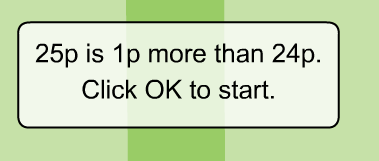 25p is 1p more than 24p.
Click OK to start.